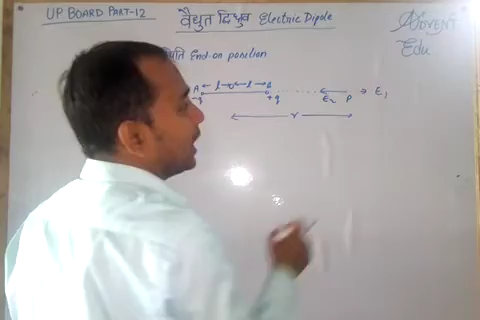 UP BOARD PART-12
वैद्युत द्विध्रुव Electric Dipole
End-on position
A ← l → ← l → B
-q +q E₂ P → E₁
← r →
Edu